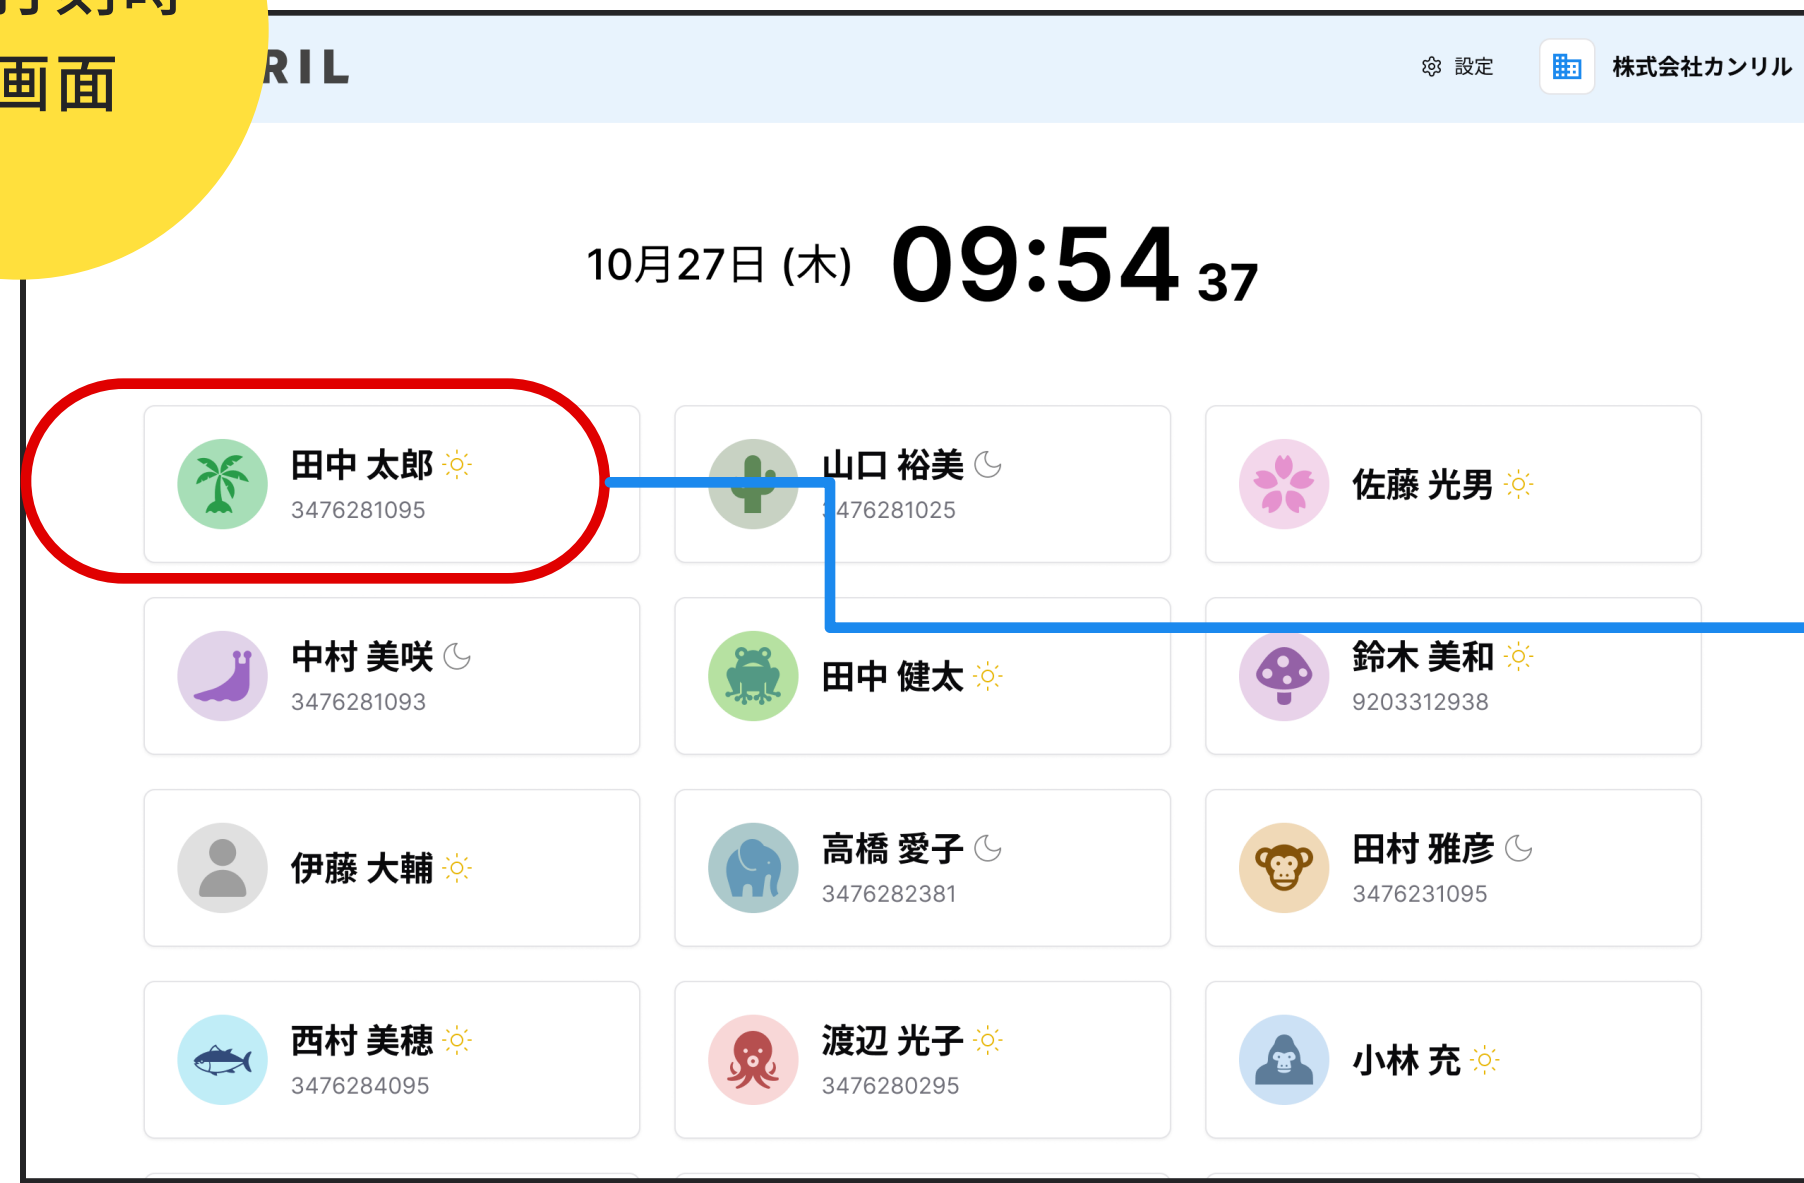 打刻時
画面
RIL
設定
株式会社カンリル
10月27日 (木) 09:54 37
田中 太郎
3476281095
山口 裕美
3476281025
佐藤 光男
中村 美咲
3476281093
田中 健太
鈴木 美和
9203312938
伊藤 大輔
高橋 愛子
3476282381
田村 雅彦
3476231095
西村 美穂
3476284095
渡辺 光子
3476280295
小林 充